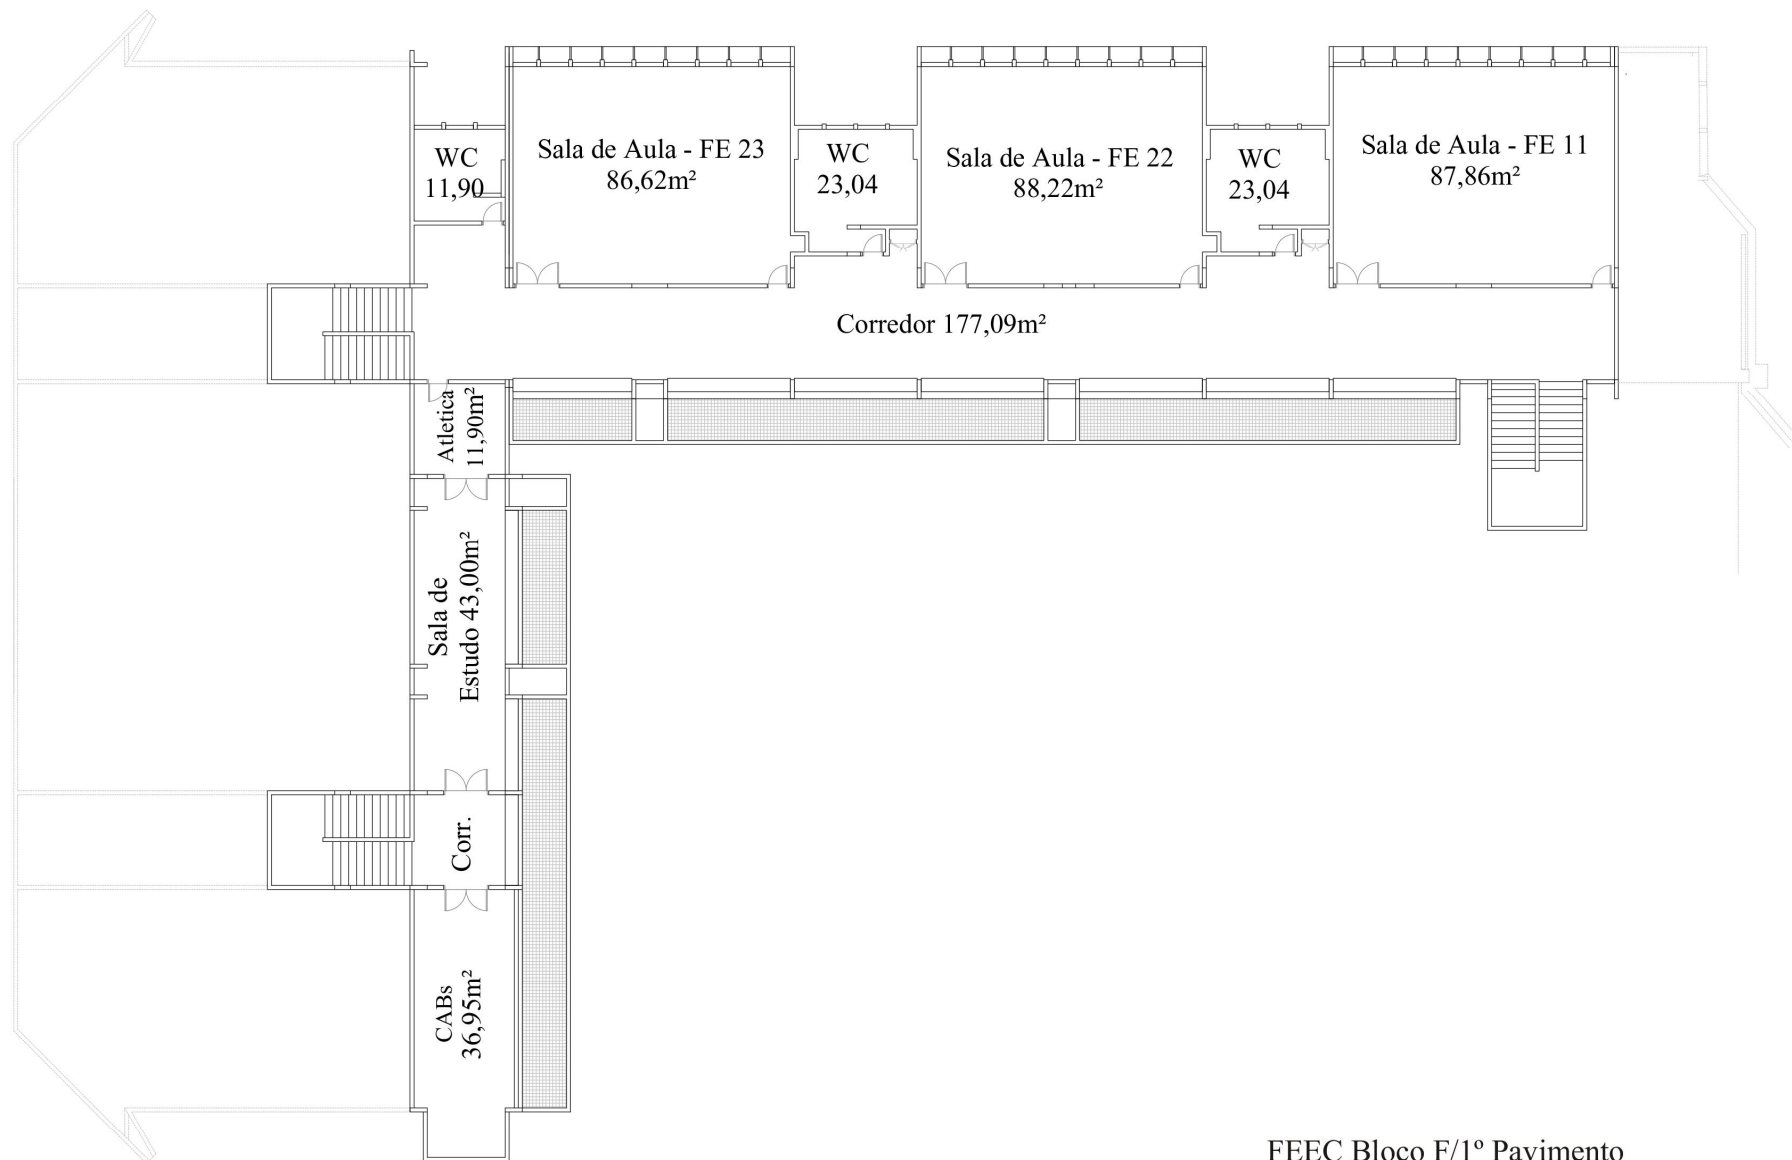 Sala de Aula - FE 23
86,62m²
WC
11,90
WC
23,04
Sala de Aula - FE 22
88,22m²
WC
23,04
Sala de Aula - FE 11
87,86m²
Corredor 177,09m²
Atletica
11,90m²
Sala de
Estudo 43,00m²
Corr.
CABs
36,95m²
FEEC Bloco F/1º Pavimento